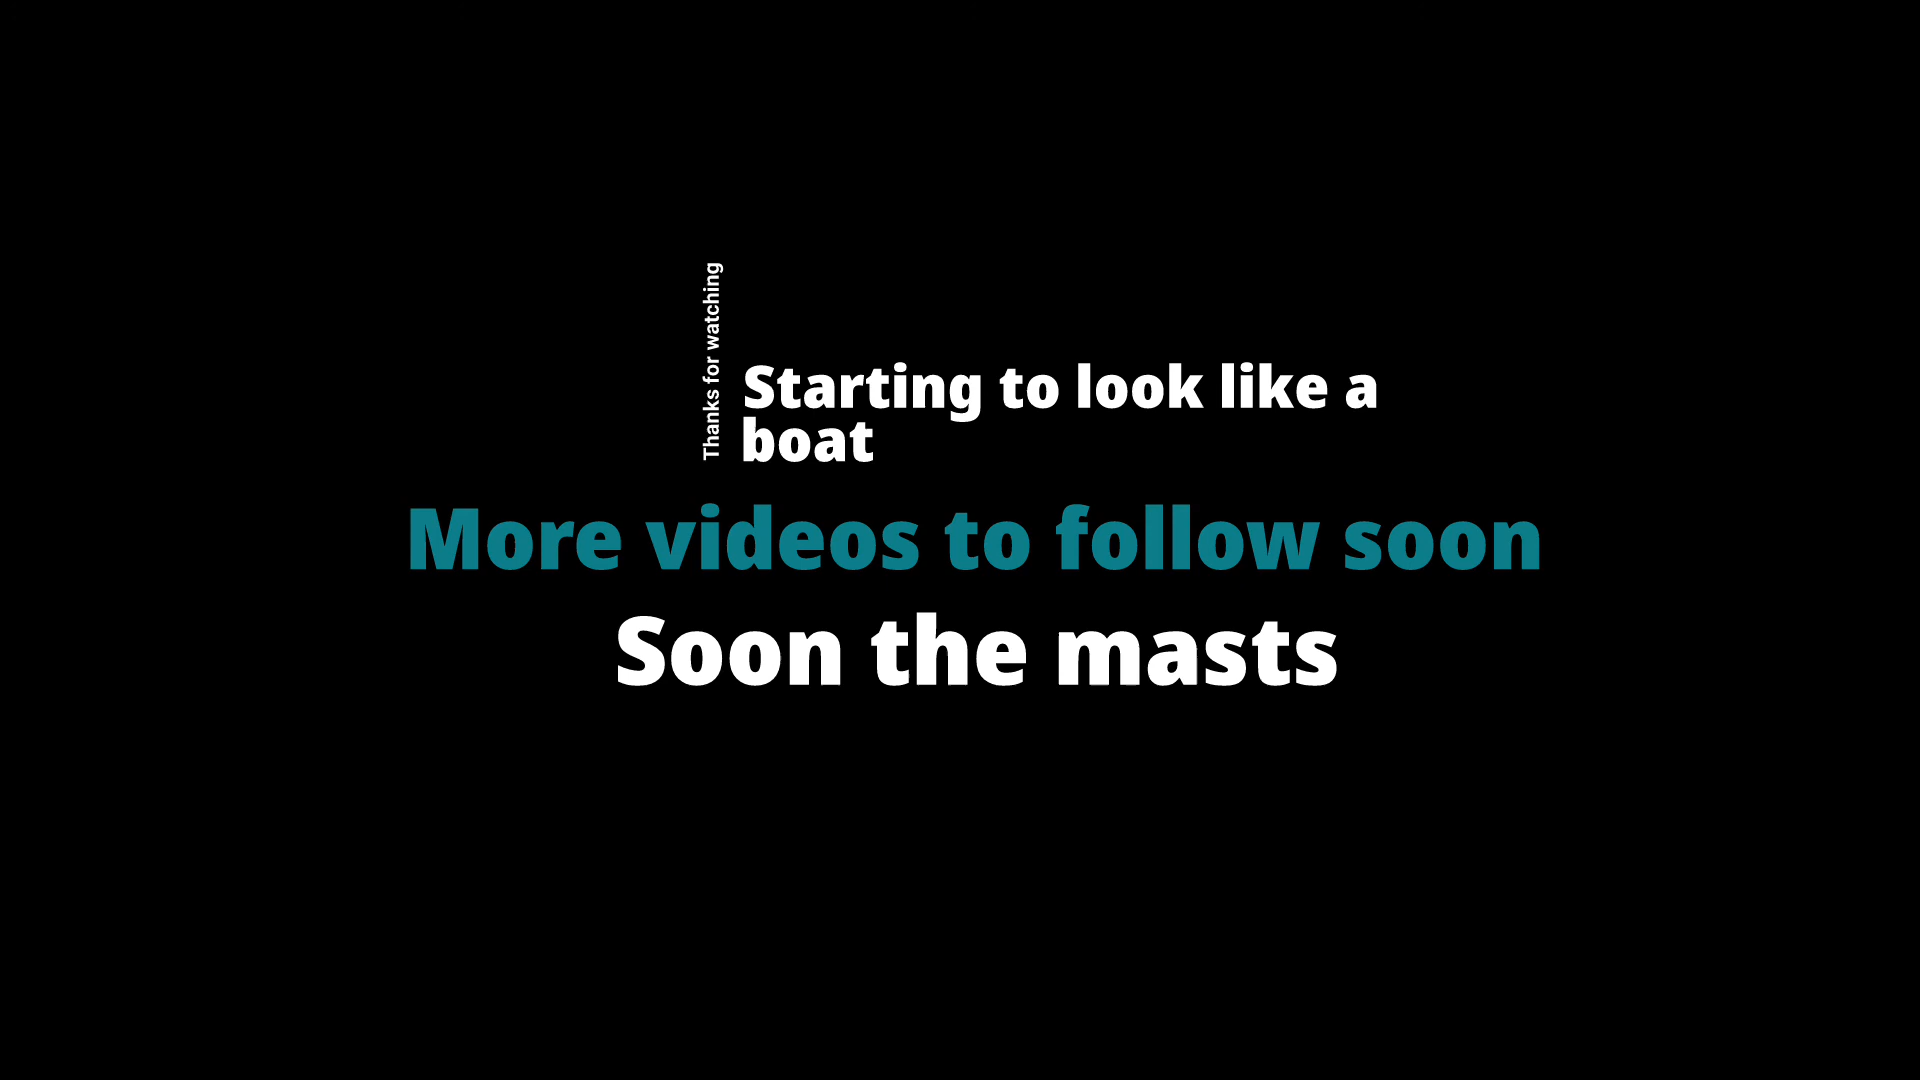 Thanks for watching
Starting to look like a
boat
More videos to follow soon
Soon the masts